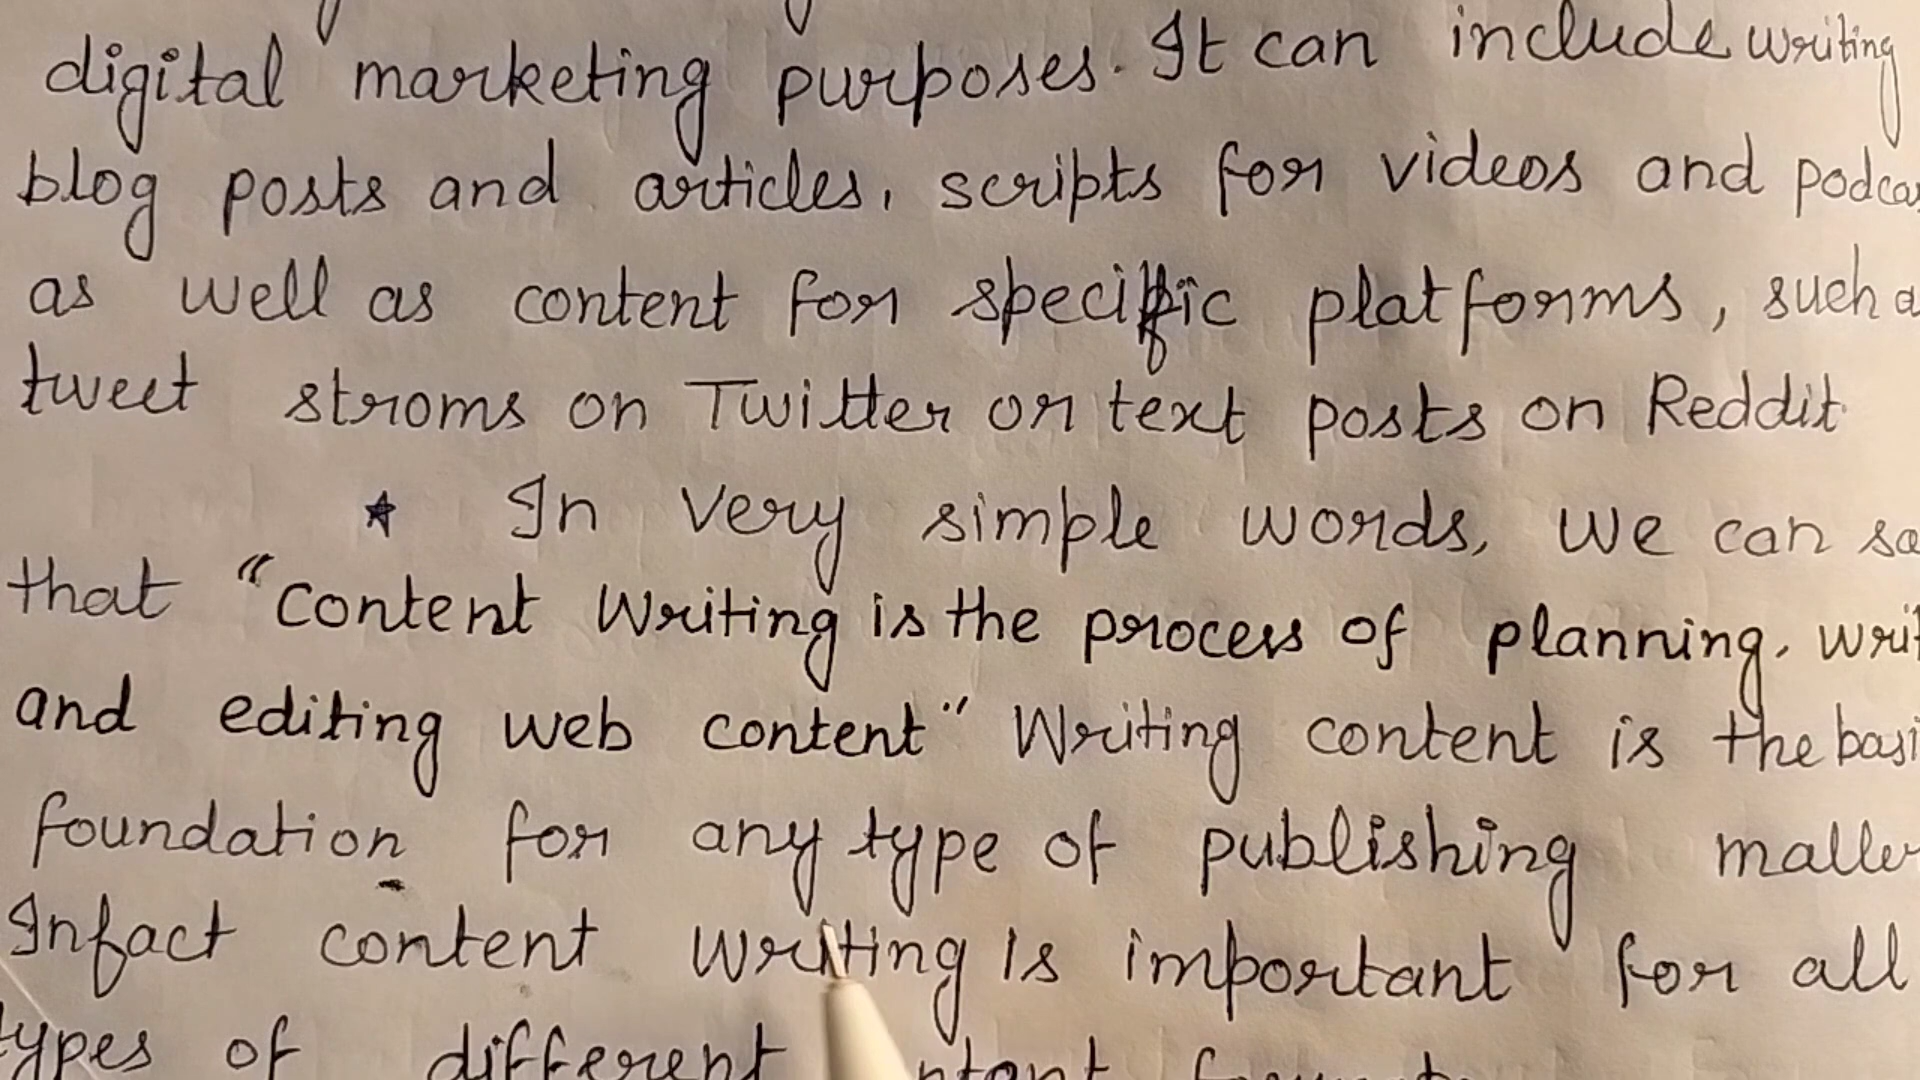 digital marketing purposes. It can include writing
blog posts and articles, scripts for videos and
as well as content for specific platforms, such
tweet stroms on Twitter or text posts on Reddit
★ In very simple words, we can
that "Content Writing is the process of planning,
and editing web content" Writing content is the
foundation for any type of publishing
Infact content writing is important for all
types of different